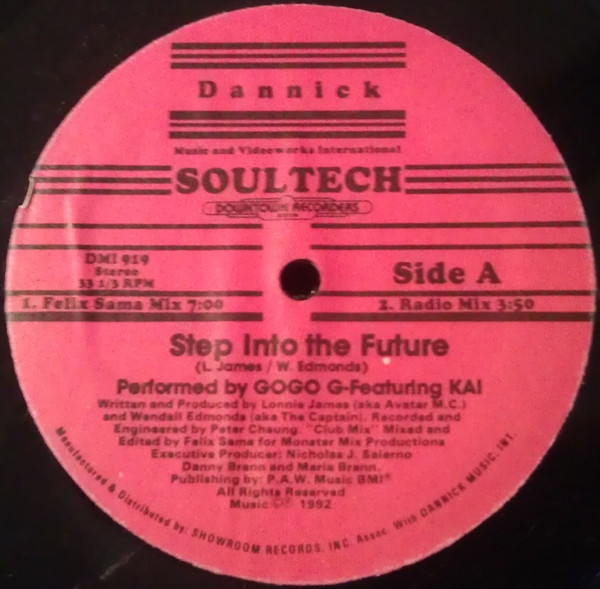 Dannick
Music and Videoworks International
SOULTECH
DOWNTOWN RECORDERS
DMI 919
Stereo
33 1/3 RPM
Side A
1. Felix Sama Mix 7:00
2. Radio Mix 3:50
Step Into the Future
(L. James / W. Edmonds)
Performed by GOGO G-Featuring KAI
Written and Produced by Lonnie James (aka Avatar M.C.)
and Wendall Edmonds (aka The Captain). Recorded and
Engineered by Peter Cheung. "Club Mix" Mixed and
Edited by Felix Sama for Monster Mix Productions
Executive Producer: Nicholas J. Salerno
Danny Brann and Maria Brann.
Publishing by: P.A.W. Music BMI®
All Rights Reserved
Music ©℗ 1992
Manufactured & Distributed by: SHOWROOM RECORDS, INC. Assoc. With DANNICK MUSIC, INT.